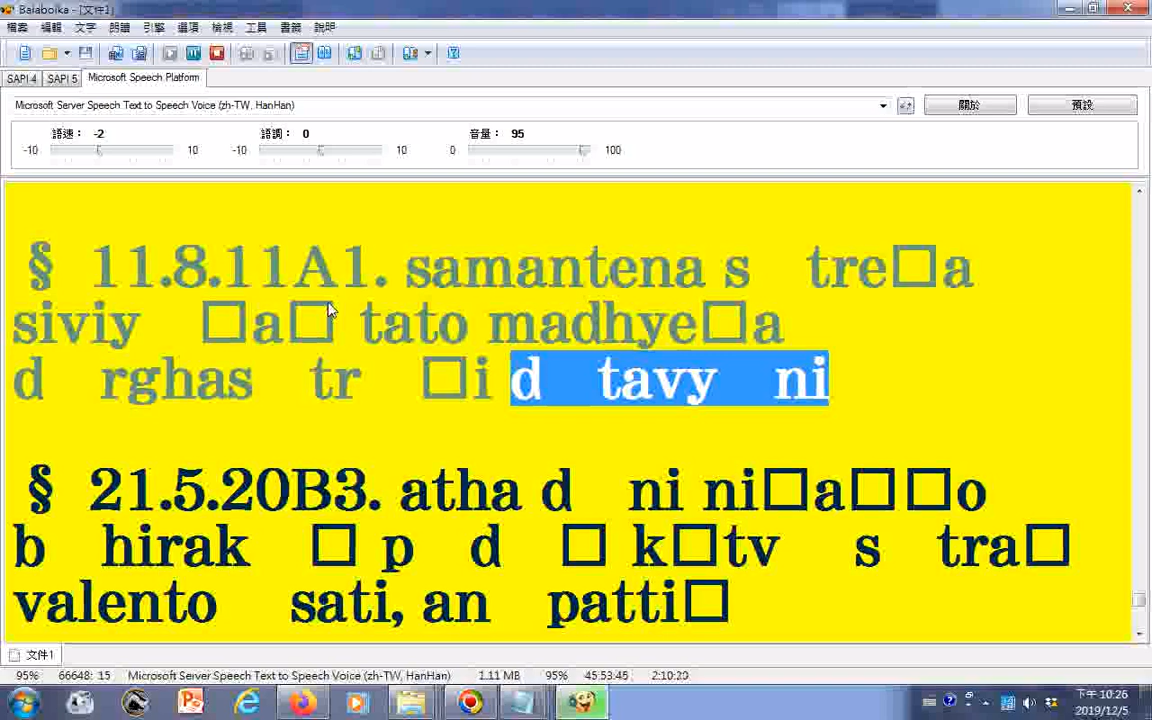 Balabolka - [文件1]
檔案 編輯 文字 朗讀 引擎 選項 檢視 工具 書籤 說明
SAPI 4 SAPI 5 Microsoft Speech Platform
Microsoft Server Speech Text to Speech Voice (zh-TW, HanHan) 關於 預設
語速： -2 語調： 0 音量： 95
-10 10 -10 10 0 100
§ 11.8.11A1. samantena s tre□a
siviy □a□ tato madhye□a
d rghas tr □i d tavy ni
§ 21.5.20B3. atha d ni ni□a□□o
b hirak □ p d □ k□tv s tra□
valento sati, an patti□
文件1
95% 66648: 15 Microsoft Server Speech Text to Speech Voice (zh-TW, HanHan) 1.11 MB 95% 45:53:45 2:10:20
下午 10:26
2019/12/5